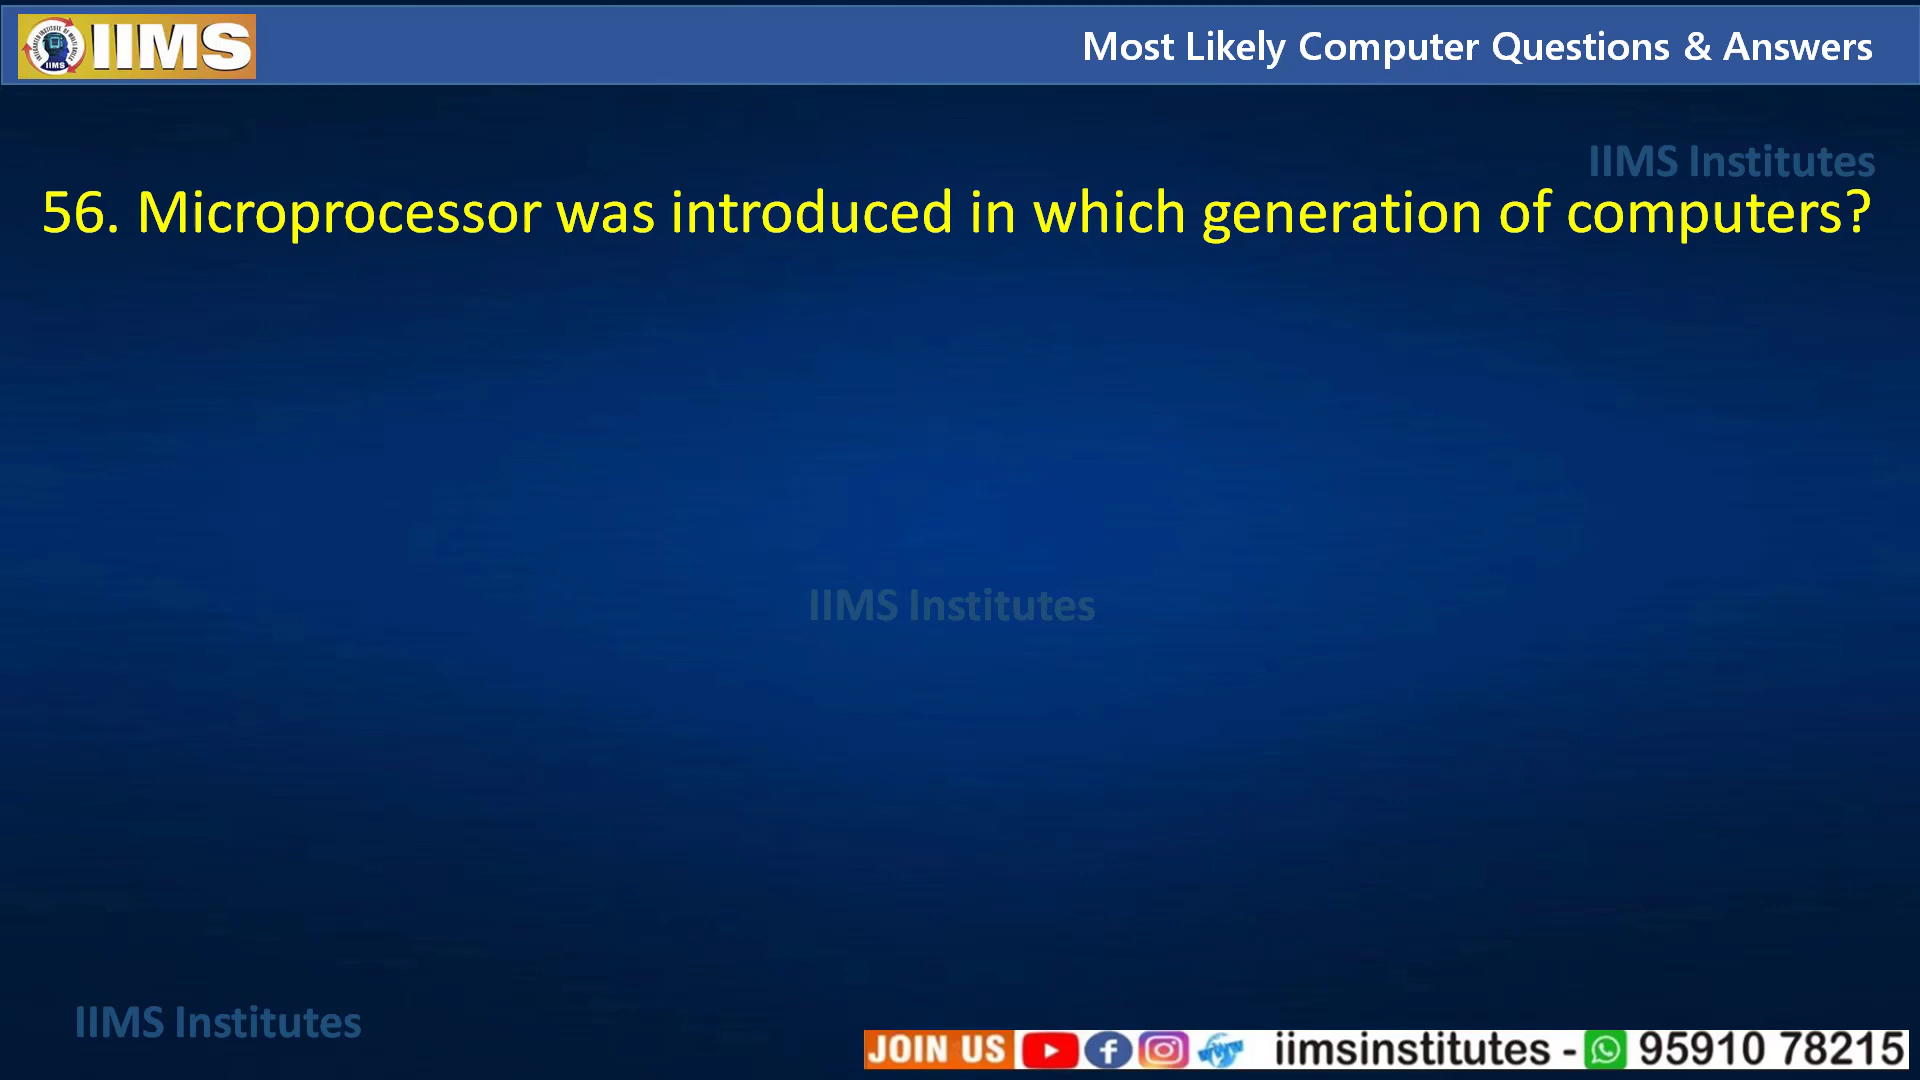 IIMS
Most Likely Computer Questions & Answers
IIMS Institutes
56. Microprocessor was introduced in which generation of computers?
IIMS Institutes
IIMS Institutes
JOIN US iimsinstitutes - 95910 78215